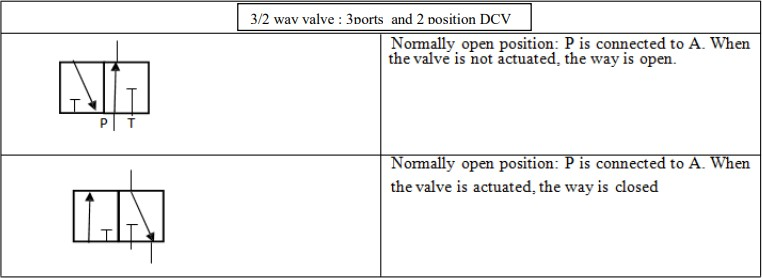 3/2 way valve : 3ports and 2 position DCV
Normally open position: P is connected to A. When
the valve is not actuated, the way is open.
P T
Normally open position: P is connected to A. When
the valve is actuated, the way is closed